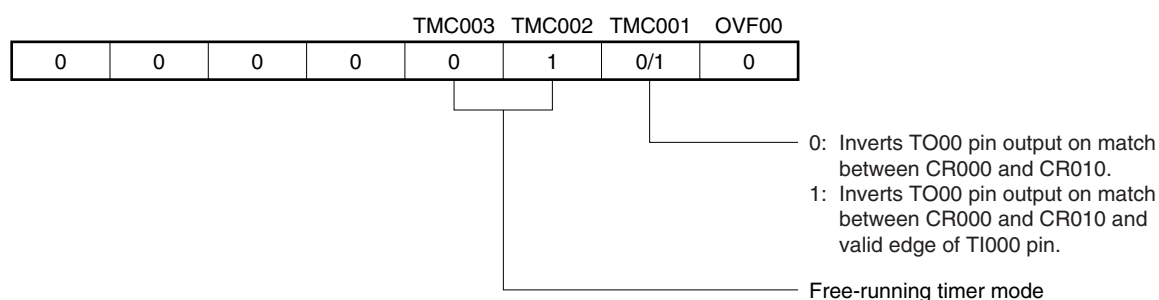 TMC003 TMC002 TMC001 OVF00
0 0 0 0 0 1 0/1 0
0: Inverts TO00 pin output on match
between CR000 and CR010.
1: Inverts TO00 pin output on match
between CR000 and CR010 and
valid edge of TI000 pin.
Free-running timer mode